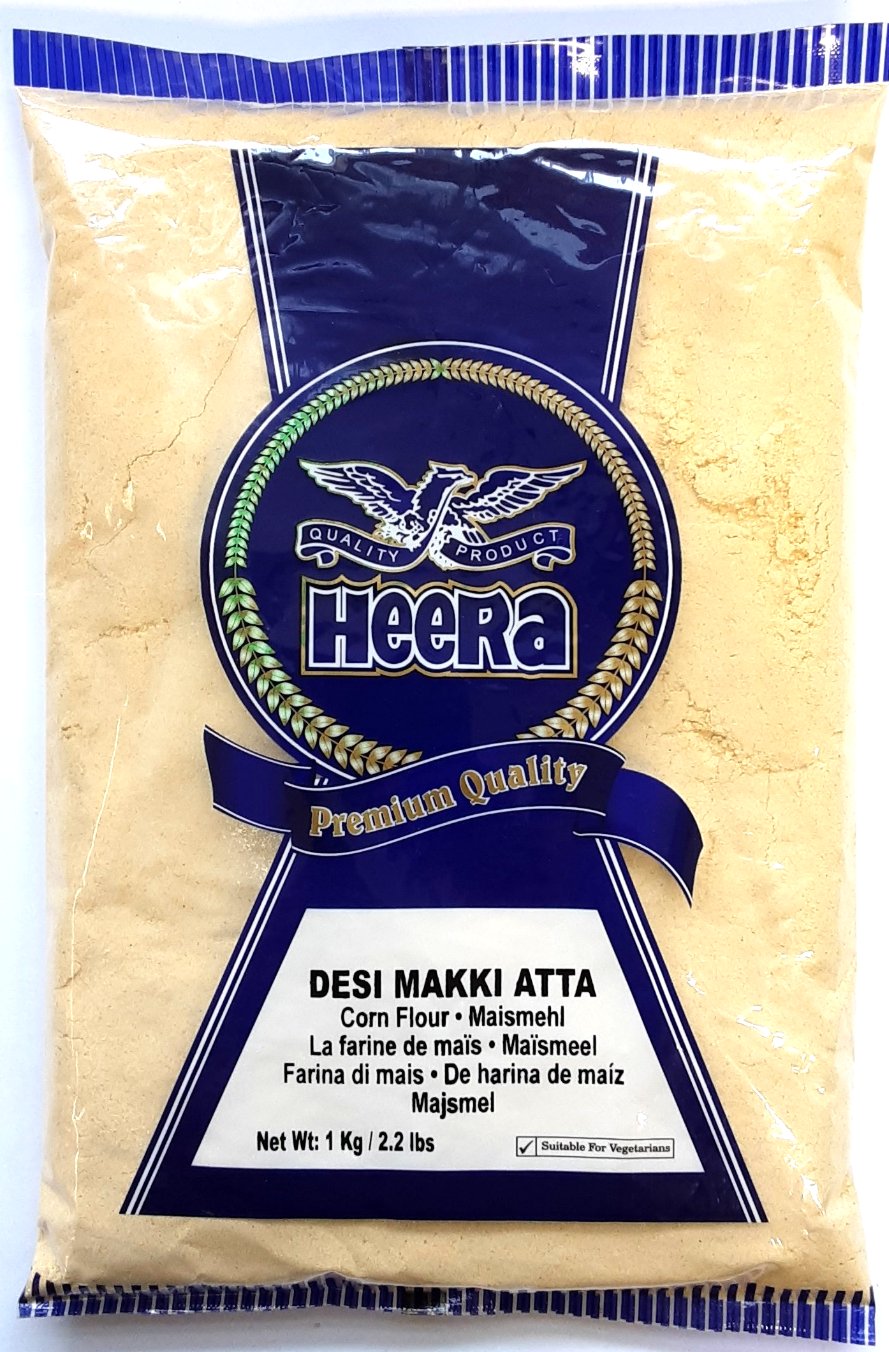 QUALITY PRODUCT
HeeRa
Premium Quality
DESI MAKKI ATTA
Corn Flour • Maismehl
La farine de maïs • Maïsmeel
Farina di mais • De harina de maíz
Majsmel
Net Wt: 1 Kg / 2.2 lbs
Suitable For Vegetarians